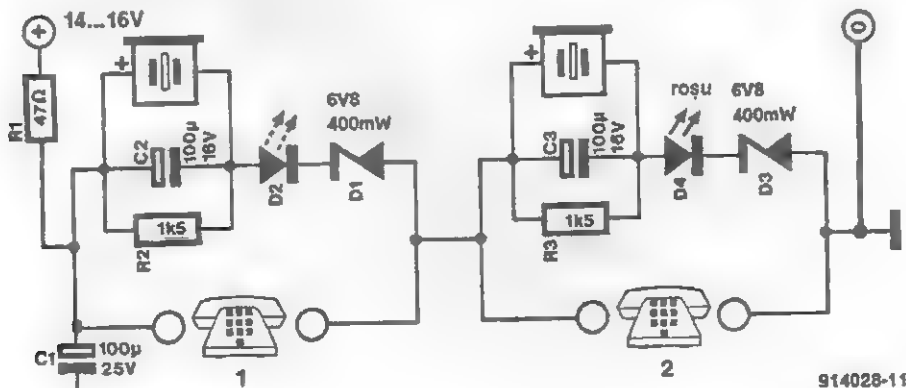 14...16V
+
R1
47Ω
+
C2
100µ
16V
1k5
R2
D2
6V8
400mW
D1
+
C3
100µ
16V
1k5
R3
roșu
D4
6V8
400mW
D3
0
C1
100µ
25V
1
2
914028-11